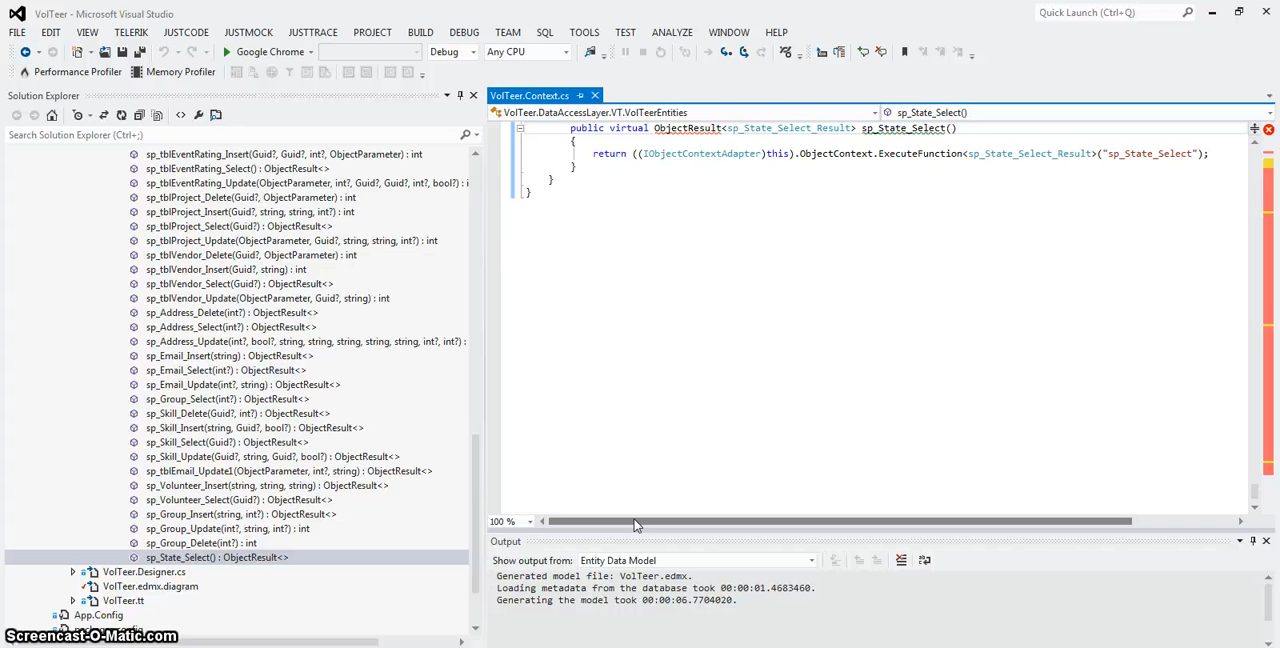 VolTeer - Microsoft Visual Studio
Quick Launch (Ctrl+Q)
FILE EDIT VIEW TELERIK JUSTCODE JUSTMOCK JUSTTRACE PROJECT BUILD DEBUG TEAM SQL TOOLS TEST ANALYZE WINDOW HELP
Google Chrome Debug Any CPU
Performance Profiler Memory Profiler
Solution Explorer
VolTeer.Context.cs
VolTeer.DataAccessLayer.VT.VolTeerEntities sp_State_Select()
Search Solution Explorer (Ctrl+;)
sp_tblEventRating_Insert(Guid?, Guid?, int?, ObjectParameter) : int
sp_tblEventRating_Select() : ObjectResult<>
sp_tblEventRating_Update(ObjectParameter, int?, Guid?, Guid?, int?, bool?) : i
sp_tblProject_Delete(Guid?, ObjectParameter) : int
sp_tblProject_Insert(Guid?, string, string, int?) : int
sp_tblProject_Select(Guid?) : ObjectResult<>
sp_tblProject_Update(ObjectParameter, Guid?, string, string, int?) : int
sp_tblVendor_Delete(Guid?, ObjectParameter) : int
sp_tblVendor_Insert(Guid?, string) : int
sp_tblVendor_Select(Guid?) : ObjectResult<>
sp_tblVendor_Update(ObjectParameter, Guid?, string) : int
sp_Address_Delete(int?) : ObjectResult<>
sp_Address_Select(int?) : ObjectResult<>
sp_Address_Update(int?, bool?, string, string, string, string, string, int?, int?) :
sp_Email_Insert(string) : ObjectResult<>
sp_Email_Select(int?) : ObjectResult<>
sp_Email_Update(int?, string) : ObjectResult<>
sp_Group_Select(int?) : ObjectResult<>
sp_Skill_Delete(Guid?, int?) : ObjectResult<>
sp_Skill_Insert(string, Guid?, bool?) : ObjectResult<>
sp_Skill_Select(Guid?) : ObjectResult<>
sp_Skill_Update(Guid?, string, Guid?, bool?) : ObjectResult<>
sp_tblEmail_Update1(ObjectParameter, int?, string) : ObjectResult<>
sp_Volunteer_Insert(string, string, string) : ObjectResult<>
sp_Volunteer_Select(Guid?) : ObjectResult<>
sp_Group_Insert(string, int?) : ObjectResult<>
sp_Group_Update(int?, string, int?) : int
sp_Group_Delete(int?) : int
sp_State_Select() : ObjectResult<>
VolTeer.Designer.cs
VolTeer.edmx.diagram
VolTeer.tt
App.Config
public virtual ObjectResult<sp_State_Select_Result> sp_State_Select()
{
return ((IObjectContextAdapter)this).ObjectContext.ExecuteFunction<sp_State_Select_Result>("sp_State_Select");
}
}
}
100 %
Output
Show output from: Entity Data Model
Generated model file: VolTeer.edmx.
Loading metadata from the database took 00:00:01.4683460.
Generating the model took 00:00:06.7704020.
Screencast-O-Matic.com